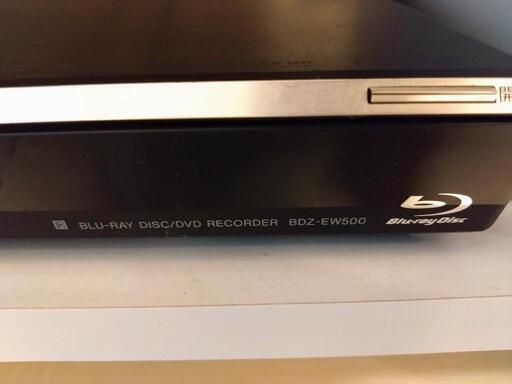 開
BLU-RAY DISC/DVD RECORDER BDZ-EW500
Blu-ray Disc